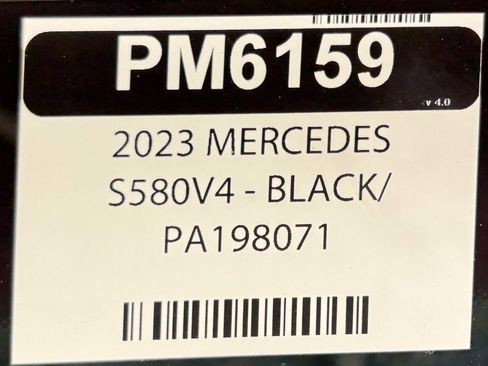 PM6159
v 4.0
2023 MERCEDES
S580V4 - BLACK/
PA198071